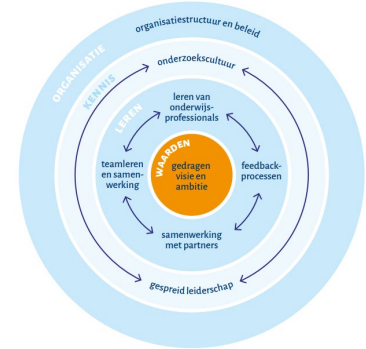 organisatiestructuur en beleid
ORGANISATIE
onderzoekscultuur
KENNIS
leren van
onderwijs-
professionals
LEREN
WAARDEN
teamleren
en samen-
werking
gedragen
visie en
ambitie
feedback-
processen
samenwerking
met partners
gespreid leiderschap